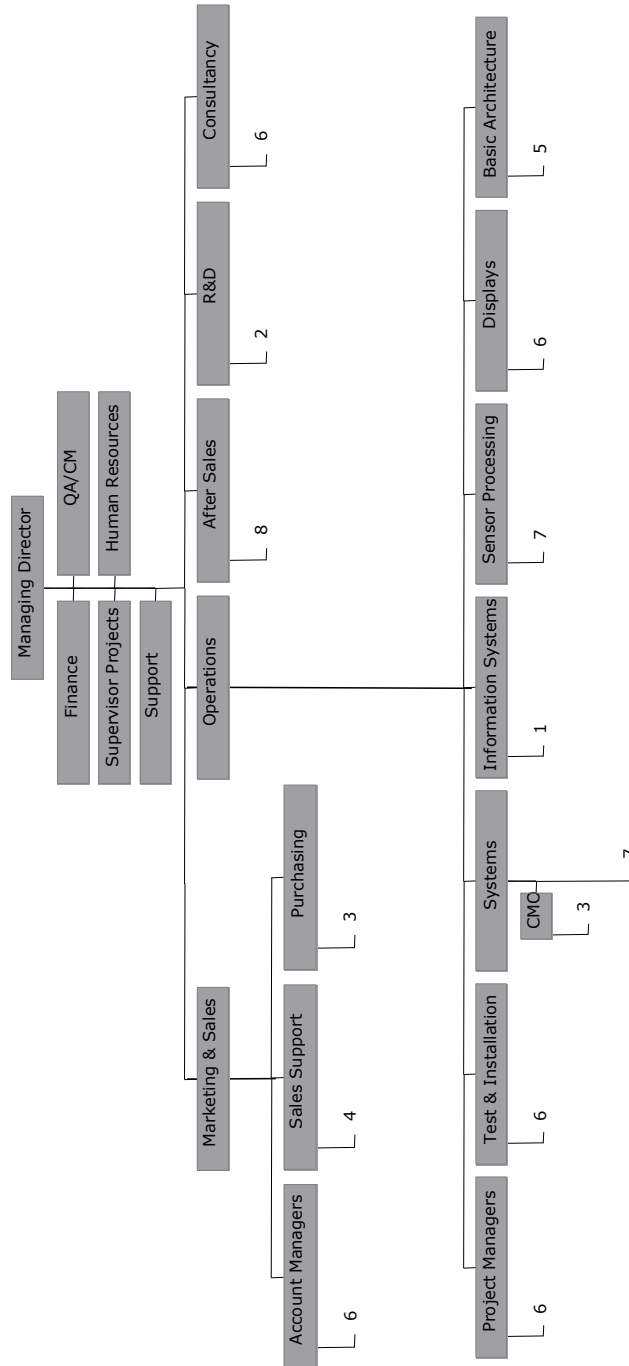 Managing Director
Finance
QA/CM
Supervisor Projects
Human Resources
Support
Marketing & Sales
Operations
After Sales
R&D
Consultancy
8
2
6
Account Managers
Sales Support
Purchasing
6
4
3
Project Managers
Test & Installation
Systems
Information Systems
Sensor Processing
Displays
Basic Architecture
6
6
CMO
1
7
6
5
3
7